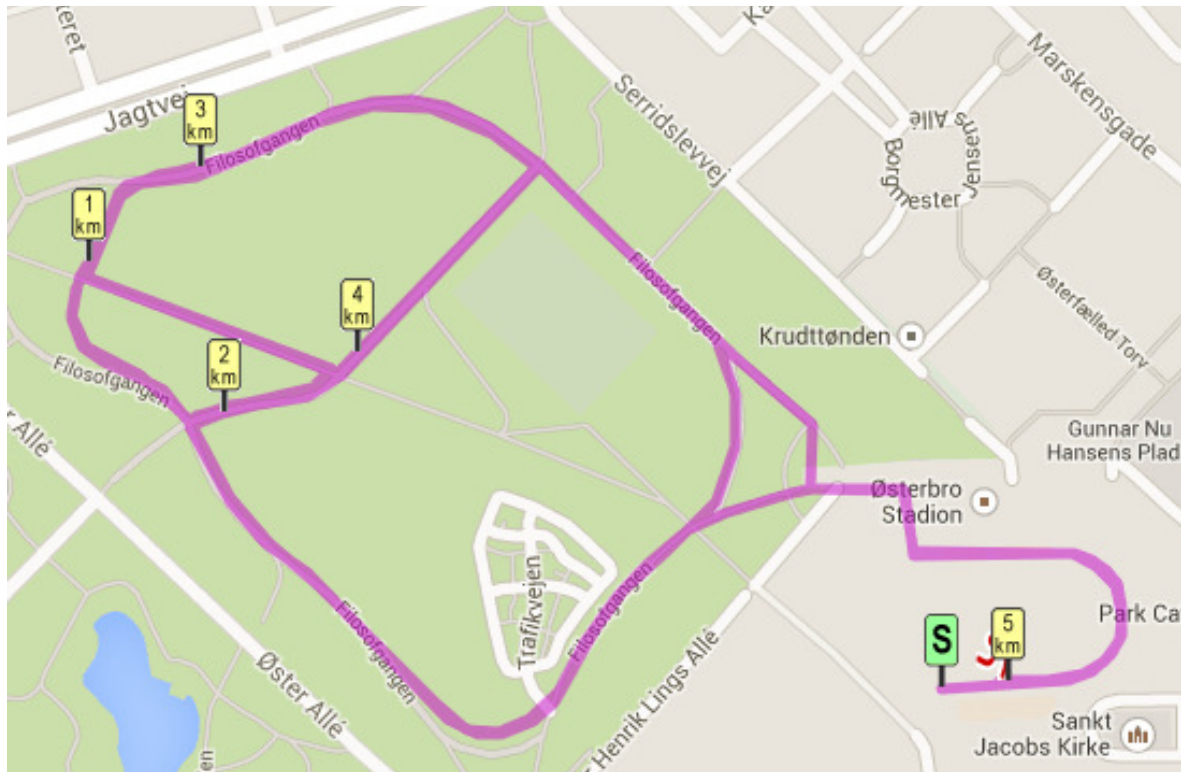 Jagtvej
3
km
Filosofgangen
1
km
Serridslevvej
Marskensgade
Borgmester Jensens Allé
Filosofgangen
4
km
Krudttønden
Østerfælled Torv
2
km
Filosofgangen
Gunnar Nu
Hansens Plad
Østerbro
Stadion
Trafikvejen
Filosofgangen
Filosofgangen
Øster Allé
r Allé
r Henrik Lings Allé
S
5
km
Park Ca
Sankt
Jacobs Kirke